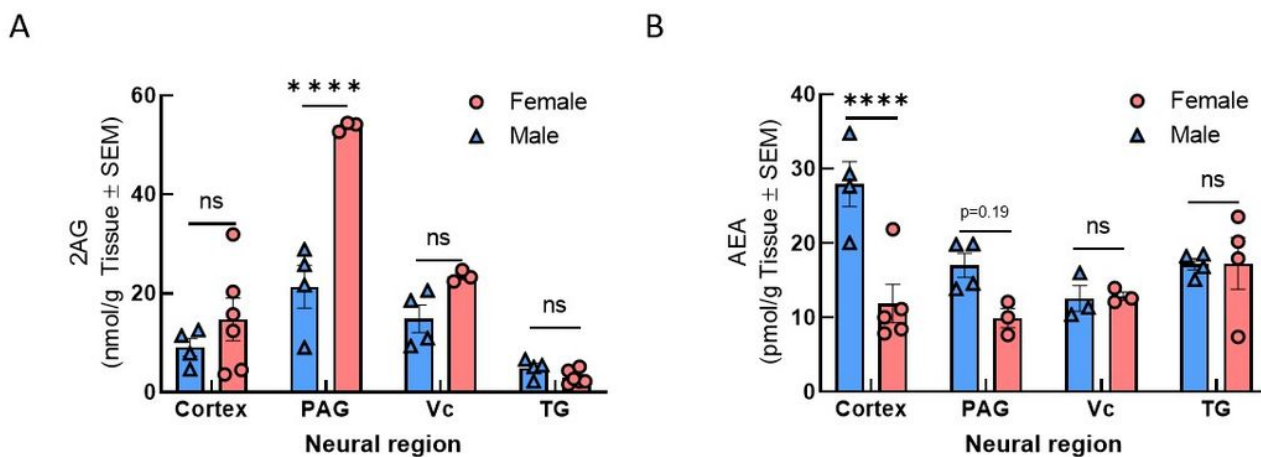 A
2AG
(nmol/g Tissue ± SEM)
60
40
20
0
ns
****
ns
ns
Female
Male
Cortex PAG Vc TG
Neural region
B
AEA
(pmol/g Tissue ± SEM)
40
30
20
10
0
****
p=0.19
ns
ns
Female
Male
Cortex PAG Vc TG
Neural region